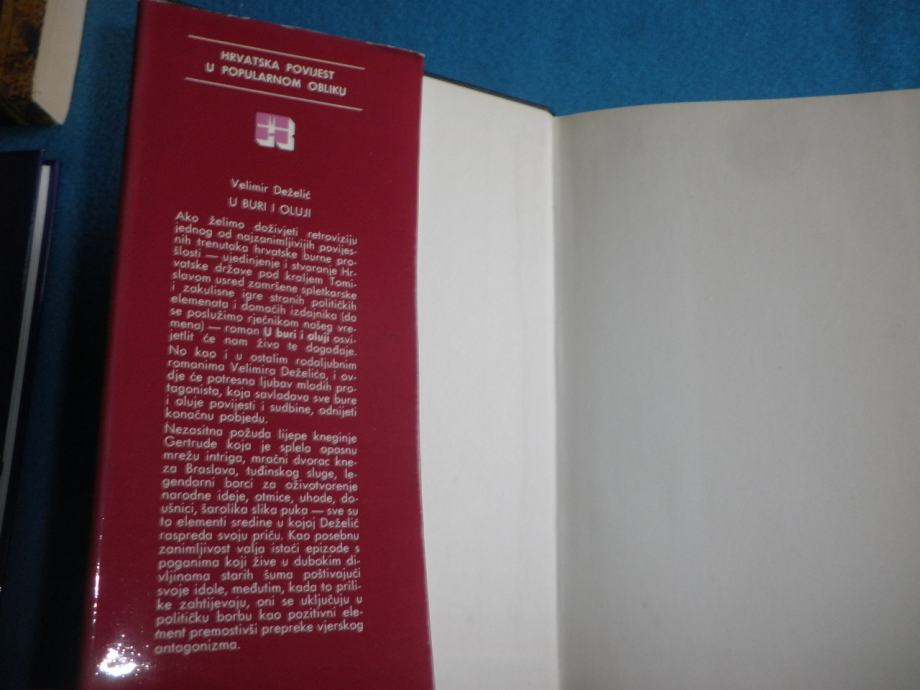 HRVATSKA POVIJEST
U POPULARNOM OBLIKU
Velimir Deželić
U BURI I OLUJI
Ako želimo doživjeti retroviziju
jednog od najzanimljivijih povijes-
nih trenutaka hrvatske burne pro-
šlosti — ujedinjenje i stvaranje Hr-
vatske države pod kraljem Tomi-
slavom usred zamršene spletkarske
i zakulisne igre stranih političkih
elemenata i domaćih izdajnika (da
se poslužimo rječnikom našeg vre-
mena) — roman U buri i oluji osvi-
jetlit će nam živo te događaje.
No kao i u ostalim rodoljubnim
romanima Velimira Deželića, i ov-
dje će potresna ljubav mladih pro-
tagonista, koja savladava sve bure
i oluje povijesti i sudbine, odnijeti
konačnu pobjedu.
Nezasitna požuda lijepe kneginje
Gertrude koja je splela opasnu
mrežu intriga, mračni dvorac kne-
za Braslava, tuđinskog sluge, le-
gendarni borci za oživotvorenje
narodne ideje, otmice, uhode, do-
ušnici, šarolika slika puka — sve su
to elementi sredine u kojoj Deželić
raspreda svoju priču. Kao posebnu
zanimljivost valja istaći epizode s
poganima koji žive u dubokim di-
vljinama starih šuma poštivajući
svoje idole, međutim, kada to prili-
ke zahtijevaju, oni se uključuju u
političku borbu kao pozitivni ele-
ment premostivši prepreke vjerskog
antagonizma.